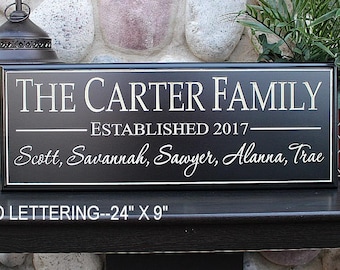 THE CARTER FAMILY
ESTABLISHED 2017
Scott, Savannah, Sawyer, Alanna, Trae
LETTERING--24" X 9"